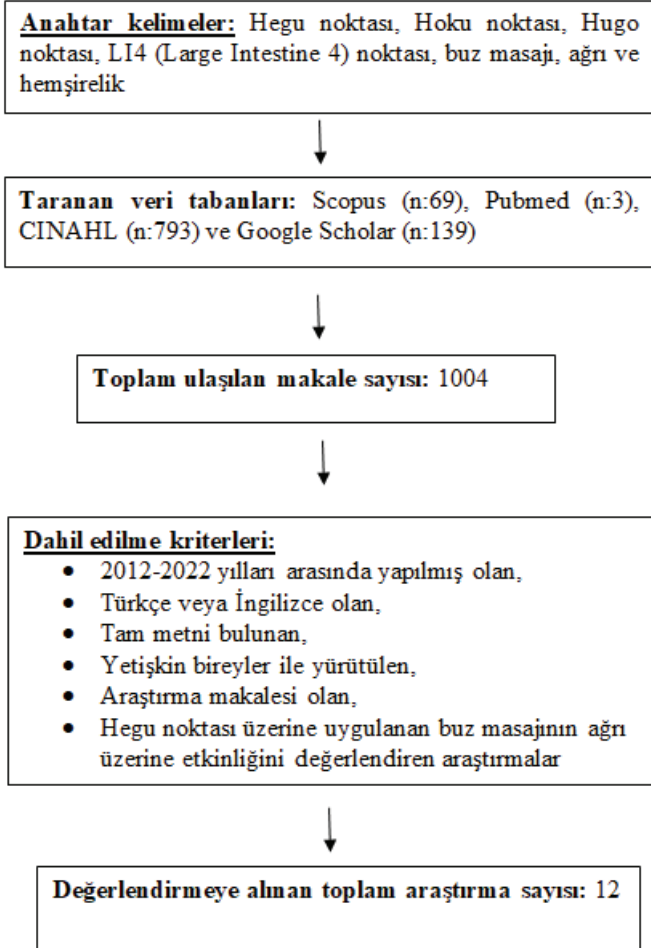 Anahtar kelimeler: Hegu noktası, Hoku noktası, Hugo
noktası, LI4 (Large Intestine 4) noktası, buz masajı, ağrı ve
hemşirelik
Taranan veri tabanları: Scopus (n:69), Pubmed (n:3),
CINAHL (n:793) ve Google Scholar (n:139)
Toplam ulaşılan makale sayısı: 1004
Dahil edilme kriterleri:
• 2012-2022 yılları arasında yapılmış olan,
• Türkçe veya İngilizce olan,
• Tam metni bulunan,
• Yetişkin bireyler ile yürütülen,
• Araştırma makalesi olan,
• Hegu noktası üzerine uygulanan buz masajının ağrı
üzerine etkinliğini değerlendiren araştırmalar
Değerlendirmeye alınan toplam araştırma sayısı: 12